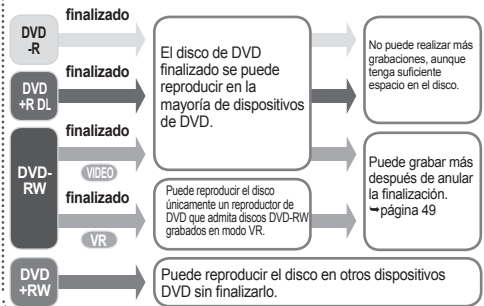 finalizado
DVD
-R
finalizado
DVD
+R DL
finalizado
DVD-
RW
VIDEO
finalizado
VR
El disco de DVD
finalizado se puede
reproducir en la
mayoría de dispositivos
de DVD.
No puede realizar más
grabaciones, aunque
tenga suficiente
espacio en el disco.
Puede reproducir el disco
únicamente un reproductor de
DVD que admita discos DVD-RW
grabados en modo VR.
Puede grabar más
después de anular
la finalización.
➥página 49
DVD
+RW
Puede reproducir el disco en otros dispositivos
DVD sin finalizarlo.